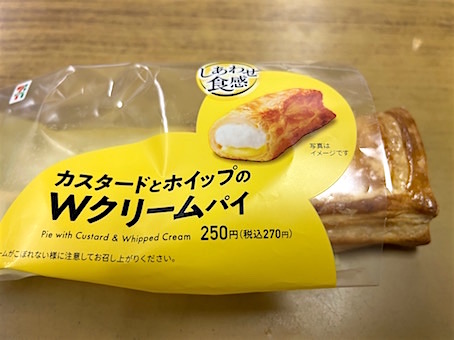 しあわせ
食感
写真は
イメージです
カスタードとホイップの
Wクリームパイ
Pie with Custard & Whipped Cream
250円(税込270円)
ームがこぼれない様に注意してお召し上がりください。